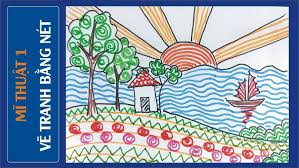 MĨ THUẬT 1
VẼ TRANH BẰNG NÉT